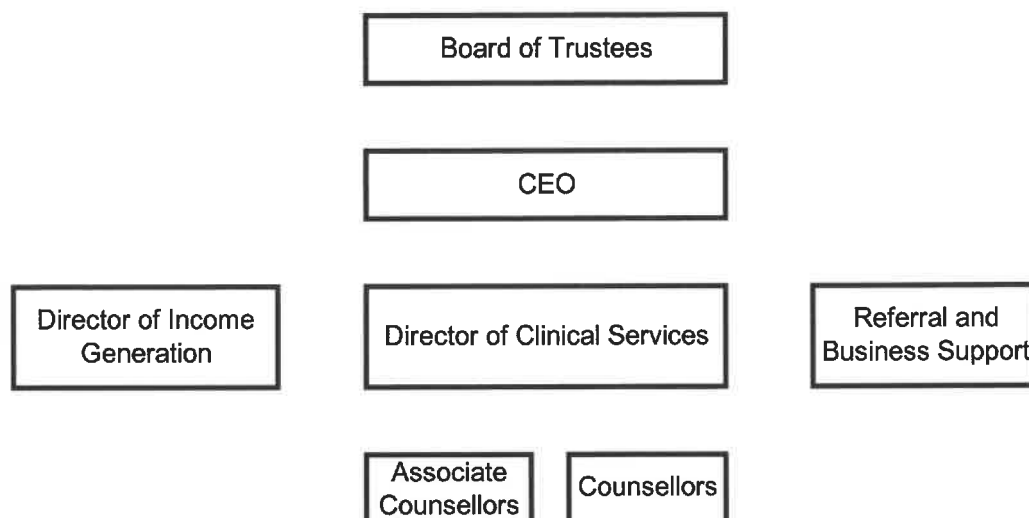 Board of Trustees
CEO
Director of Income
Generation
Director of Clinical Services
Referral and
Business Support
Associate
Counsellors
Counsellors